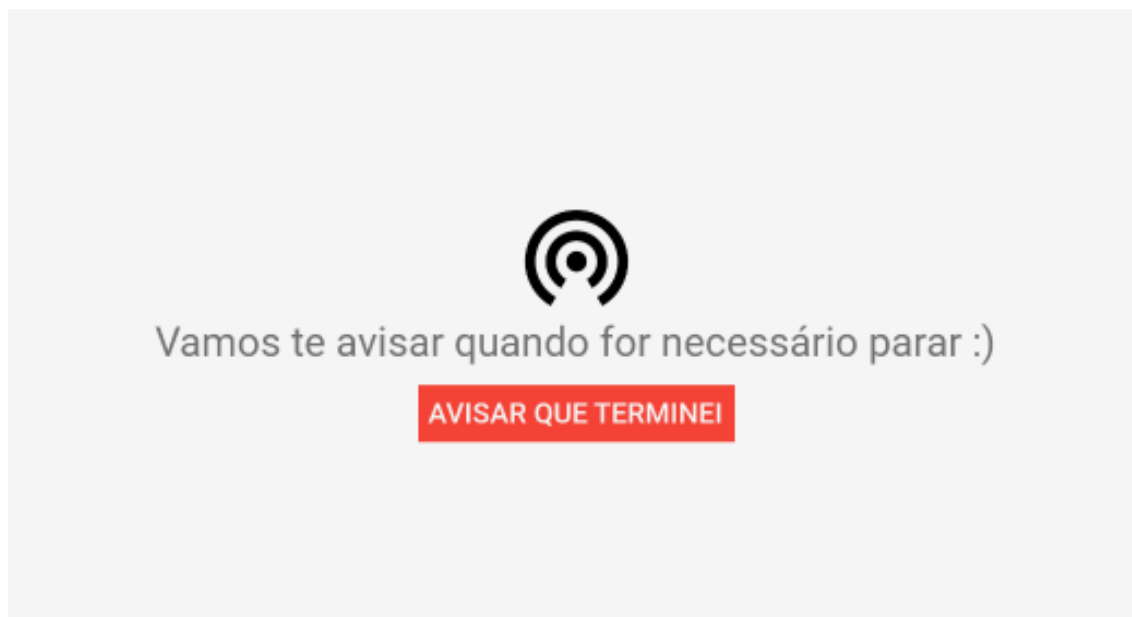 Vamos te avisar quando for necessário parar :)
AVISAR QUE TERMINEI